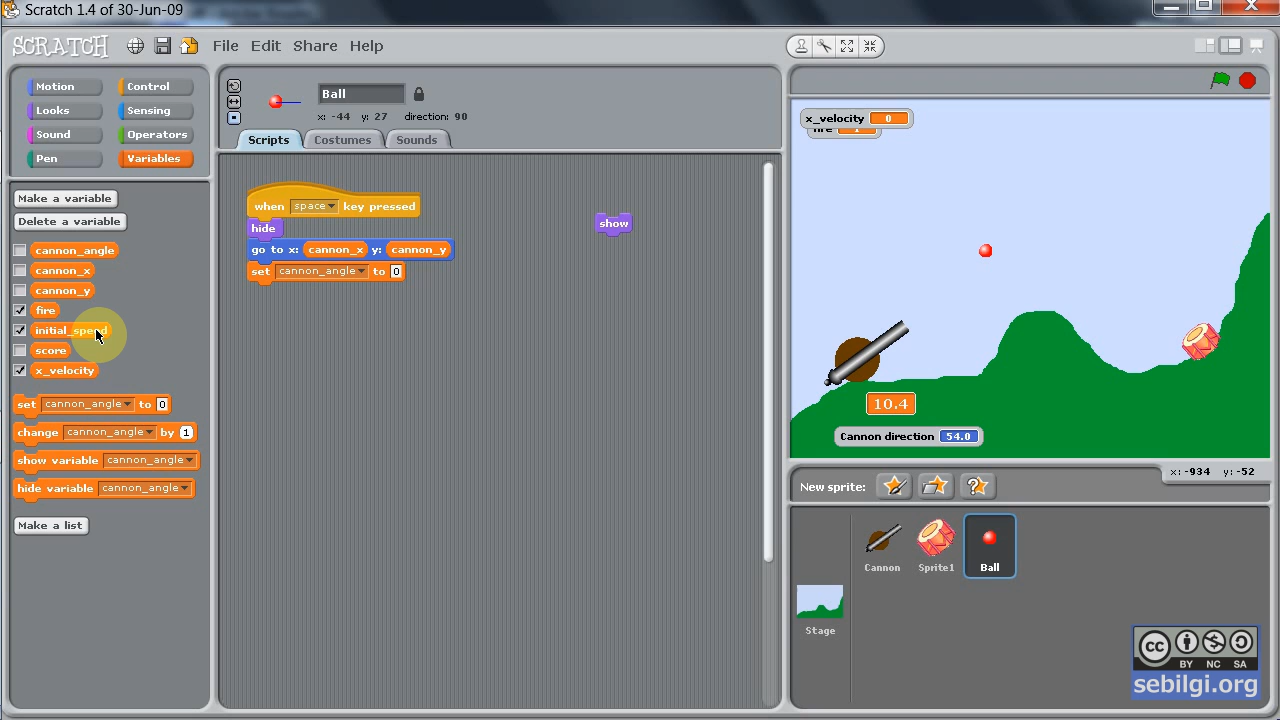 Scratch 1.4 of 30-Jun-09
SCRATCH File Edit Share Help
Motion Control
Looks Sensing
Sound Operators
Pen Variables
Make a variable
Delete a variable
cannon_angle
cannon_x
cannon_y
fire
initial_speed
score
x_velocity
set cannon_angle to 0
change cannon_angle by 1
show variable cannon_angle
hide variable cannon_angle
Make a list
Ball
x: -44 y: 27 direction: 90
Scripts Costumes Sounds
when space key pressed
hide
go to x: cannon_x y: cannon_y
set cannon_angle to 0
show
x_velocity 0
fire 1
10.4
Cannon direction 54.0
x: -934 y: -52
New sprite:
Cannon Sprite1 Ball
Stage
CC BY NC SA
sebilgi.org